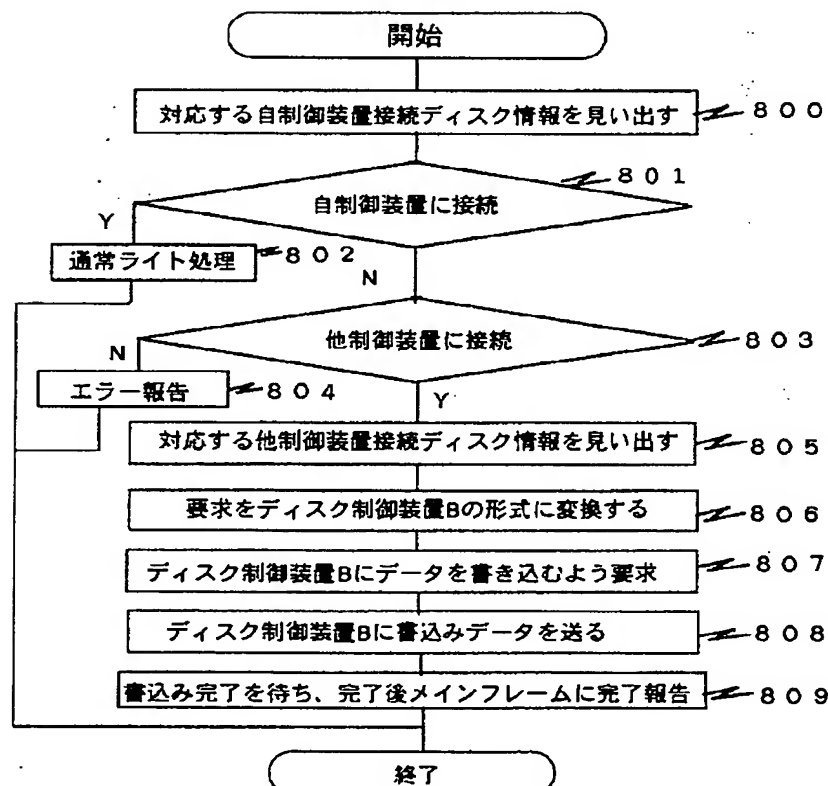 開始
対応する自制御装置接続ディスク情報を見い出す
800
801
自制御装置に接続
Y
通常ライト処理
802
N
他制御装置に接続
803
N
エラー報告
804
Y
対応する他制御装置接続ディスク情報を見い出す
805
要求をディスク制御装置Bの形式に変換する
806
ディスク制御装置Bにデータを書き込むよう要求
807
ディスク制御装置Bに書込みデータを送る
808
書込み完了を待ち、完了後メインフレームに完了報告
809
終了